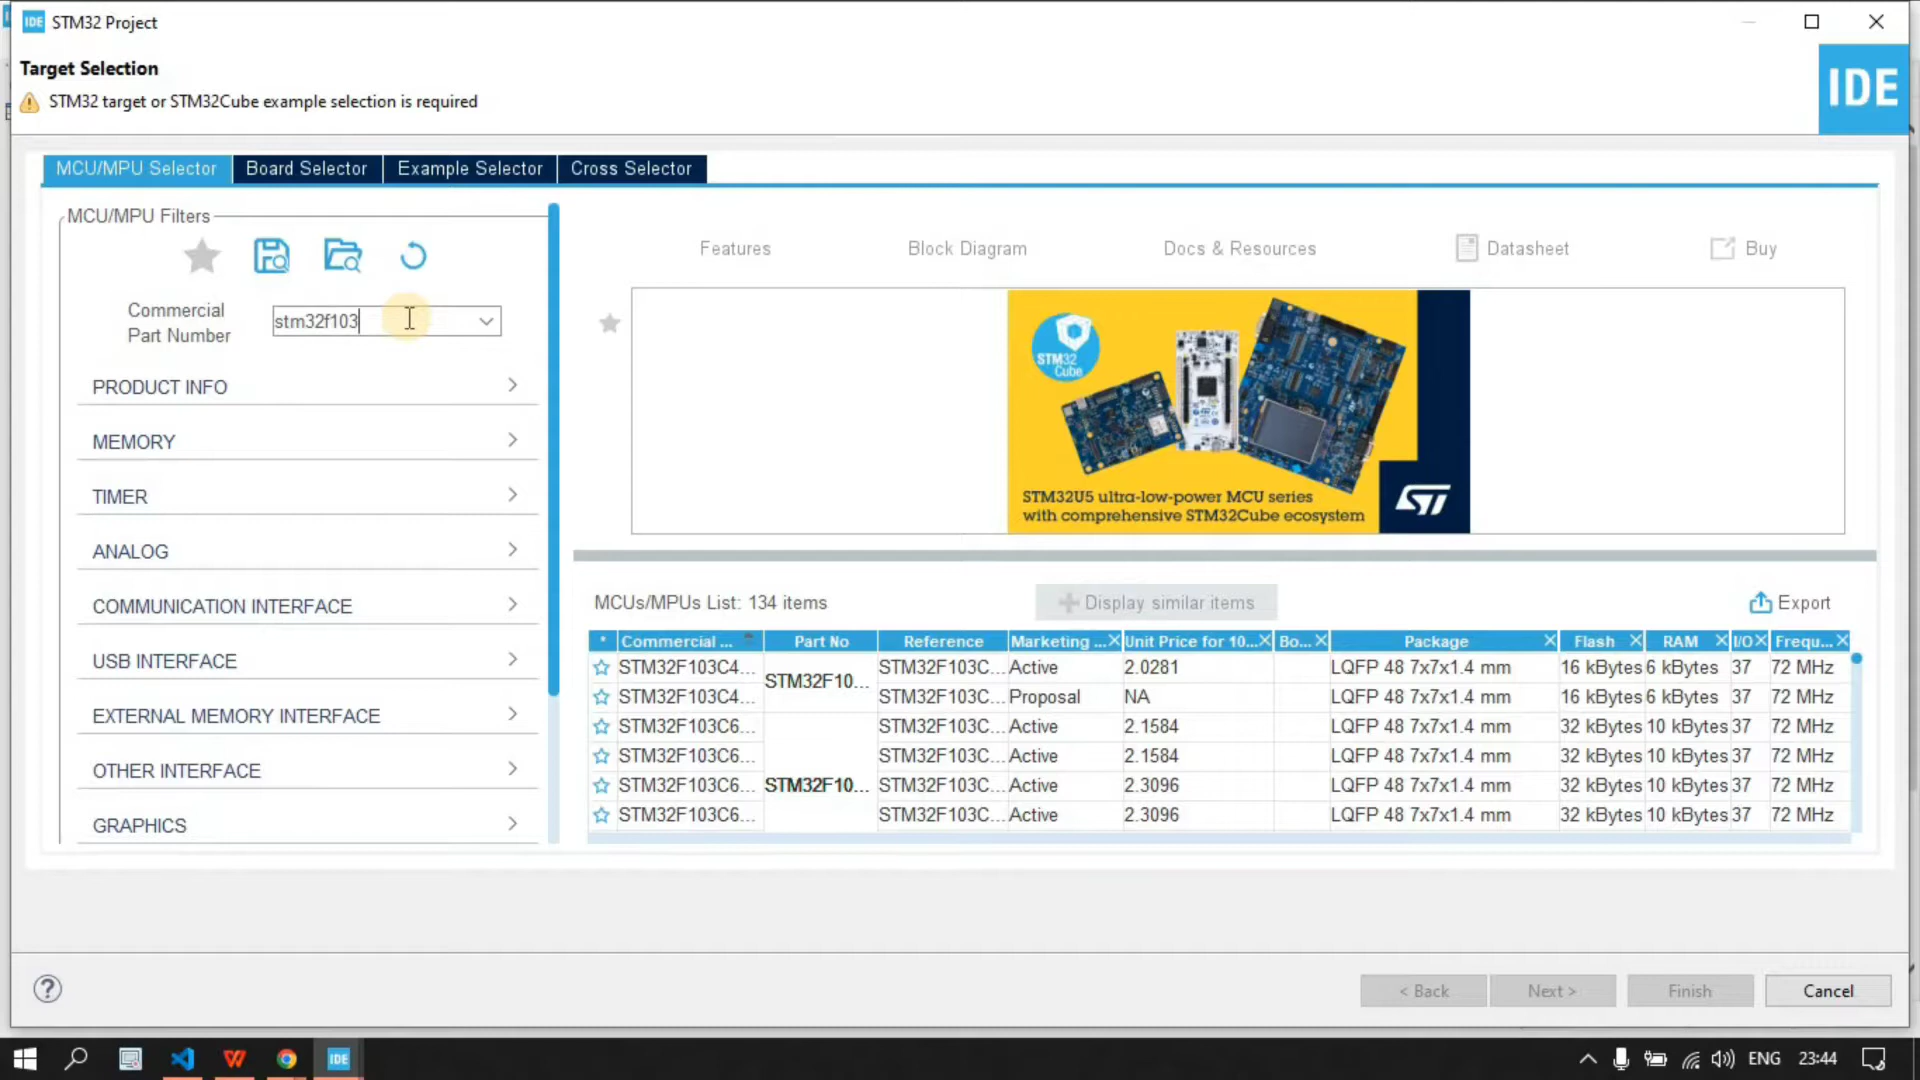 IDE STM32 Project
Target Selection
STM32 target or STM32Cube example selection is required
IDE
MCU/MPU Selector Board Selector Example Selector Cross Selector
MCU/MPU Filters
Features Block Diagram Docs & Resources Datasheet Buy
Commercial
Part Number
stm32f103
PRODUCT INFO
MEMORY
TIMER
ANALOG
COMMUNICATION INTERFACE
USB INTERFACE
EXTERNAL MEMORY INTERFACE
OTHER INTERFACE
GRAPHICS
STM32
Cube
STM32U5 ultra-low-power MCU series
with comprehensive STM32Cube ecosystem
ST
MCUs/MPUs List: 134 items
Display similar items
Export
* Commercial ... Part No Reference Marketing ... Unit Price for 10... Bo... Package Flash RAM I/O Frequ...
STM32F103C4... STM32F10... STM32F103C... Active 2.0281 LQFP 48 7x7x1.4 mm 16 kBytes 6 kBytes 37 72 MHz
STM32F103C4... STM32F103C... Proposal NA LQFP 48 7x7x1.4 mm 16 kBytes 6 kBytes 37 72 MHz
STM32F103C6... STM32F103C... Active 2.1584 LQFP 48 7x7x1.4 mm 32 kBytes 10 kBytes 37 72 MHz
STM32F103C6... STM32F103C... Active 2.1584 LQFP 48 7x7x1.4 mm 32 kBytes 10 kBytes 37 72 MHz
STM32F103C6... STM32F10... STM32F103C... Active 2.3096 LQFP 48 7x7x1.4 mm 32 kBytes 10 kBytes 37 72 MHz
STM32F103C6... STM32F103C... Active 2.3096 LQFP 48 7x7x1.4 mm 32 kBytes 10 kBytes 37 72 MHz
? < Back Next > Finish Cancel
IDE ENG 23:44